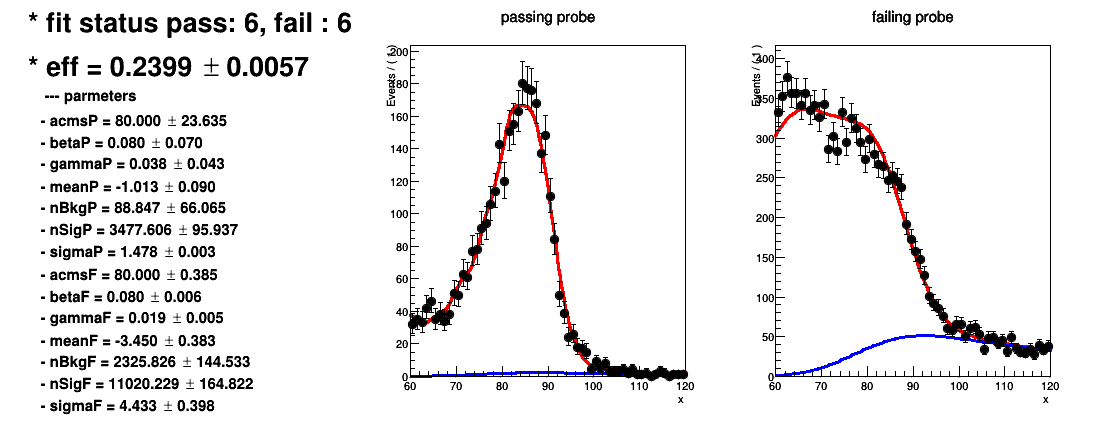 * fit status pass: 6, fail : 6
* eff = 0.2399 ± 0.0057
--- parmeters
- acmsP = 80.000 ± 23.635
- betaP = 0.080 ± 0.070
- gammaP = 0.038 ± 0.043
- meanP = -1.013 ± 0.090
- nBkgP = 88.847 ± 66.065
- nSigP = 3477.606 ± 95.937
- sigmaP = 1.478 ± 0.003
- acmsF = 80.000 ± 0.385
- betaF = 0.080 ± 0.006
- gammaF = 0.019 ± 0.005
- meanF = -3.450 ± 0.383
- nBkgF = 2325.826 ± 144.533
- nSigF = 11020.229 ± 164.822
- sigmaF = 4.433 ± 0.398
passing probe
Events / ( 1 )
200
180
160
140
120
100
80
60
40
20
0
60 70 80 90 100 110 120
x
failing probe
Events / ( 1 )
400
350
300
250
200
150
100
50
0
60 70 80 90 100 110 120
x